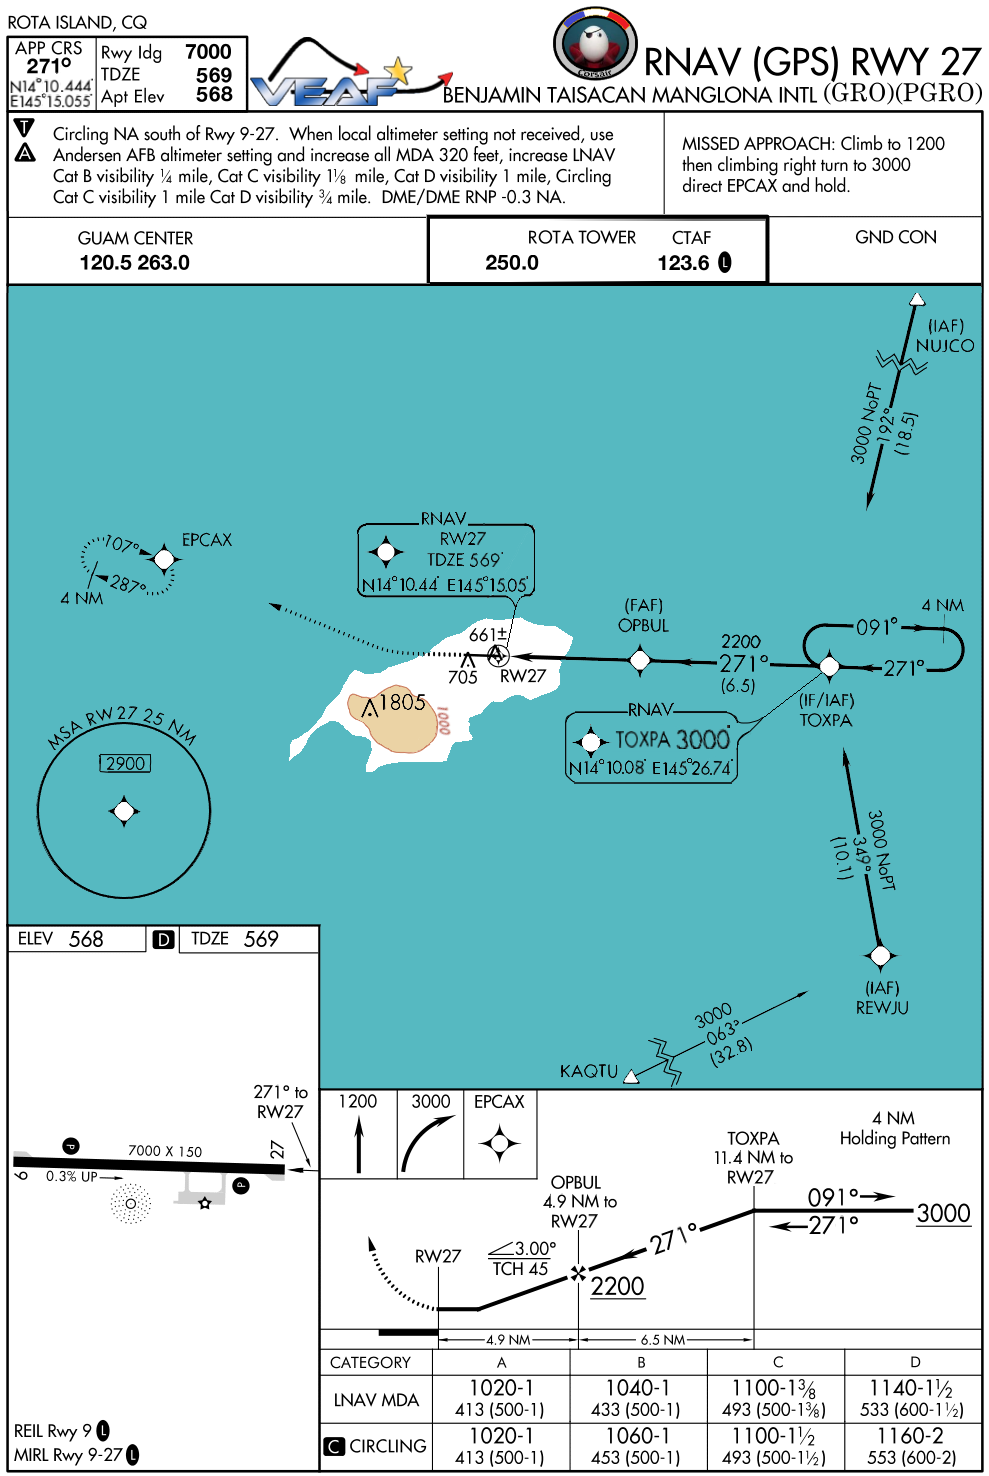 ROTA ISLAND, CQ
APP CRS
271°
N14°10.444'
E145°15.055'
Rwy Idg 7000
TDZE 569
Apt Elev 568
VEAF
Corsair
RNAV (GPS) RWY 27
BENJAMIN TAISACAN MANGLONA INTL (GRO)(PGRO)
T
A
Circling NA south of Rwy 9-27. When local altimeter setting not received, use
Andersen AFB altimeter setting and increase all MDA 320 feet, increase LNAV
Cat B visibility ¼ mile, Cat C visibility 1⅛ mile, Cat D visibility 1 mile, Circling
Cat C visibility 1 mile Cat D visibility ¾ mile. DME/DME RNP -0.3 NA.
MISSED APPROACH: Climb to 1200
then climbing right turn to 3000
direct EPCAX and hold.
GUAM CENTER
120.5 263.0
ROTA TOWER CTAF
250.0 123.6 L
GND CON
(IAF)
NUJCO
3000 NoPT
192°
(18.5)
RNAV
RW27
TDZE 569'
N14°10.44' E145°15.05'
EPCAX
107°
287°
4 NM
(FAF)
OPBUL
4 NM
091°
271°
2200
271°
(6.5)
661±
705
RW27
(IF/IAF)
TOXPA
1805
1000
RNAV
TOXPA 3000'
N14°10.08' E145°26.74'
MSA RW27 25 NM
2900
3000 NoPT
349°
(10.1)
(IAF)
REWJU
3000
063°
(32.8)
KAQTU
ELEV 568
D
TDZE 569
271° to
RW27
P
7000 X 150
27
9
0.3% UP
P
REIL Rwy 9 L
MIRL Rwy 9-27 L
1200
3000
EPCAX
4 NM
Holding Pattern
TOXPA
11.4 NM to
RW27
OPBUL
4.9 NM to
RW27
091°
271°
3000
271°
RW27
3.00°
TCH 45
2200
4.9 NM
6.5 NM
CATEGORY A B C D
LNAV MDA
1020-1 1040-1 1100-1⅜ 1140-1½
413 (500-1) 433 (500-1) 493 (500-1⅜) 533 (600-1½)
C CIRCLING
1020-1 1060-1 1100-1½ 1160-2
413 (500-1) 453 (500-1) 493 (500-1½) 553 (600-2)